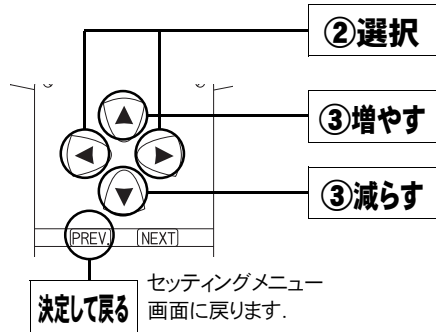 ②選択
③増やす
③減らす
PREV.
NEXT
決定して戻る
セッティングメニュー
画面に戻ります.